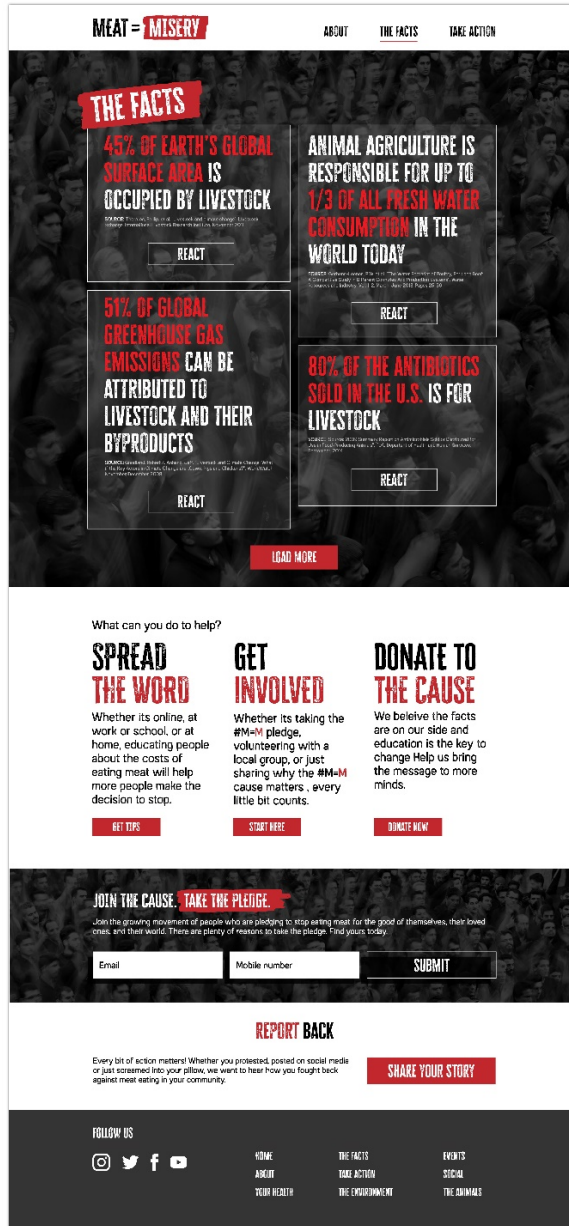 MEAT = MISERY
ABOUT THE FACTS TAKE ACTION
THE FACTS
45% OF EARTH'S GLOBAL
SURFACE AREA IS
OCCUPIED BY LIVESTOCK
REACT
ANIMAL AGRICULTURE IS
RESPONSIBLE FOR UP TO
1/3 OF ALL FRESH WATER
CONSUMPTION IN THE
WORLD TODAY
REACT
51% OF GLOBAL
GREENHOUSE GAS
EMISSIONS CAN BE
ATTRIBUTED TO
LIVESTOCK AND THEIR
BYPRODUCTS
REACT
80% OF THE ANTIBIOTICS
SOLD IN THE U.S. IS FOR
LIVESTOCK
REACT
LOAD MORE
What can you do to help?
SPREAD
THE WORD
Whether its online, at
work or school, or at
home, educating people
about the costs of
eating meat will help
more people make the
decision to stop.
GET TIPS
GET
INVOLVED
Whether its taking the
#M=M pledge,
volunteering with a
local group, or just
sharing why the #M=M
cause matters , every
little bit counts.
START HERE
DONATE TO
THE CAUSE
We beleive the facts
are on our side and
education is the key to
change Help us bring
the message to more
minds.
DONATE NOW
JOIN THE CAUSE. TAKE THE PLEDGE.
Join the growing movement of people who are pledging to stop eating meat for the good of themselves, their loved
ones, and their world. There are plenty of reasons to take the pledge. Find yours today.
Email
Mobile number
SUBMIT
REPORT BACK
Every bit of action matters! Whether you protested, posted on social media
or just screamed into your pillow, we want to hear how you fought back
against meat eating in your community.
SHARE YOUR STORY
FOLLOW US
HOME
ABOUT
YOUR HEALTH
THE FACTS
TAKE ACTION
THE ENVIRONMENT
EVENTS
SOCIAL
THE ANIMALS